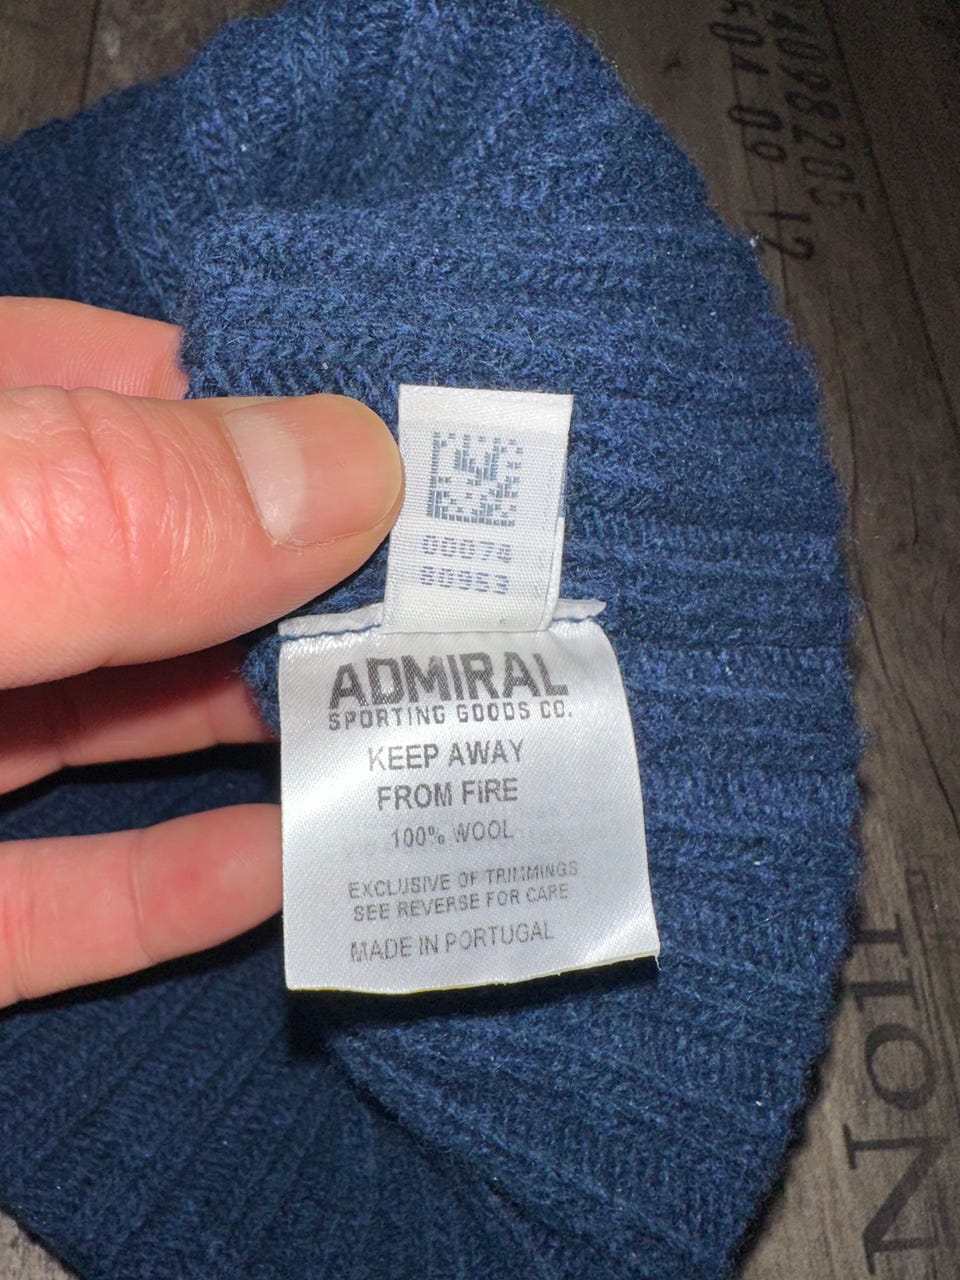 00074
80953
ADMIRAL
SPORTING GOODS CO.
KEEP AWAY
FROM FIRE
100% WOOL
EXCLUSIVE OF TRIMMINGS
SEE REVERSE FOR CARE
MADE IN PORTUGAL